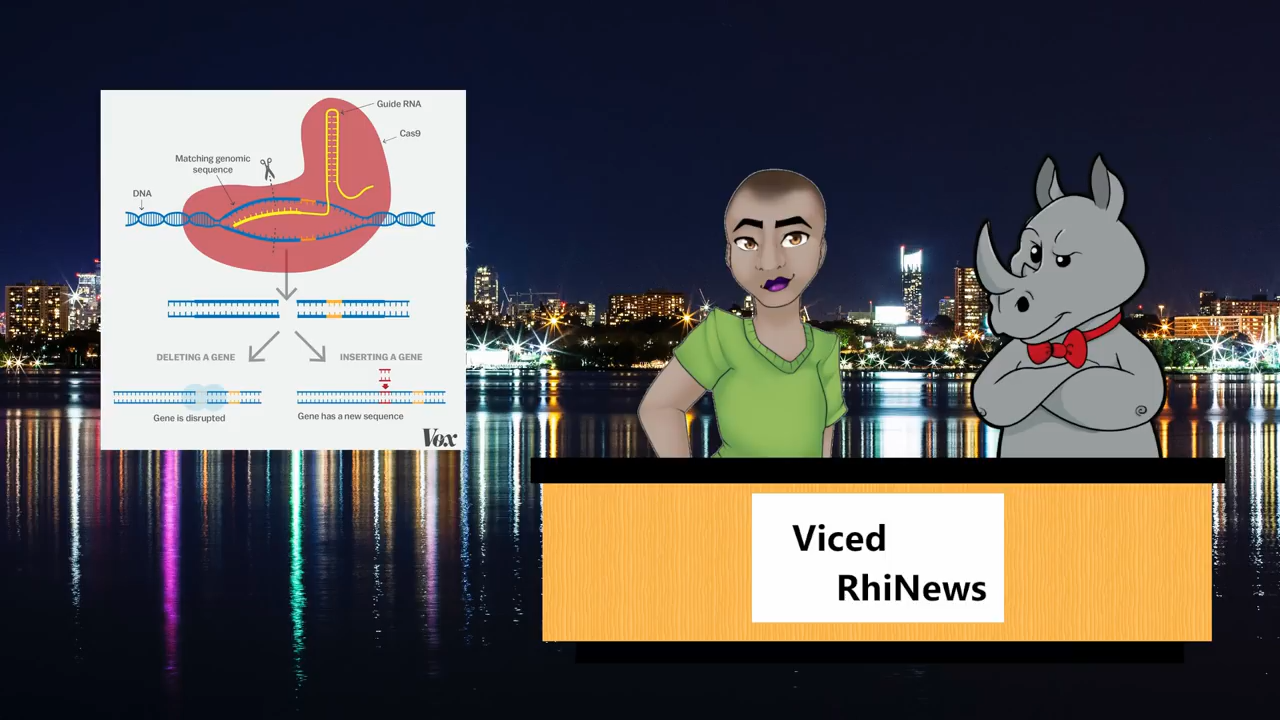 Guide RNA
Cas9
Matching genomic
sequence
DNA
DELETING A GENE
INSERTING A GENE
Gene is disrupted
Gene has a new sequence
Vox
Viced
RhiNews